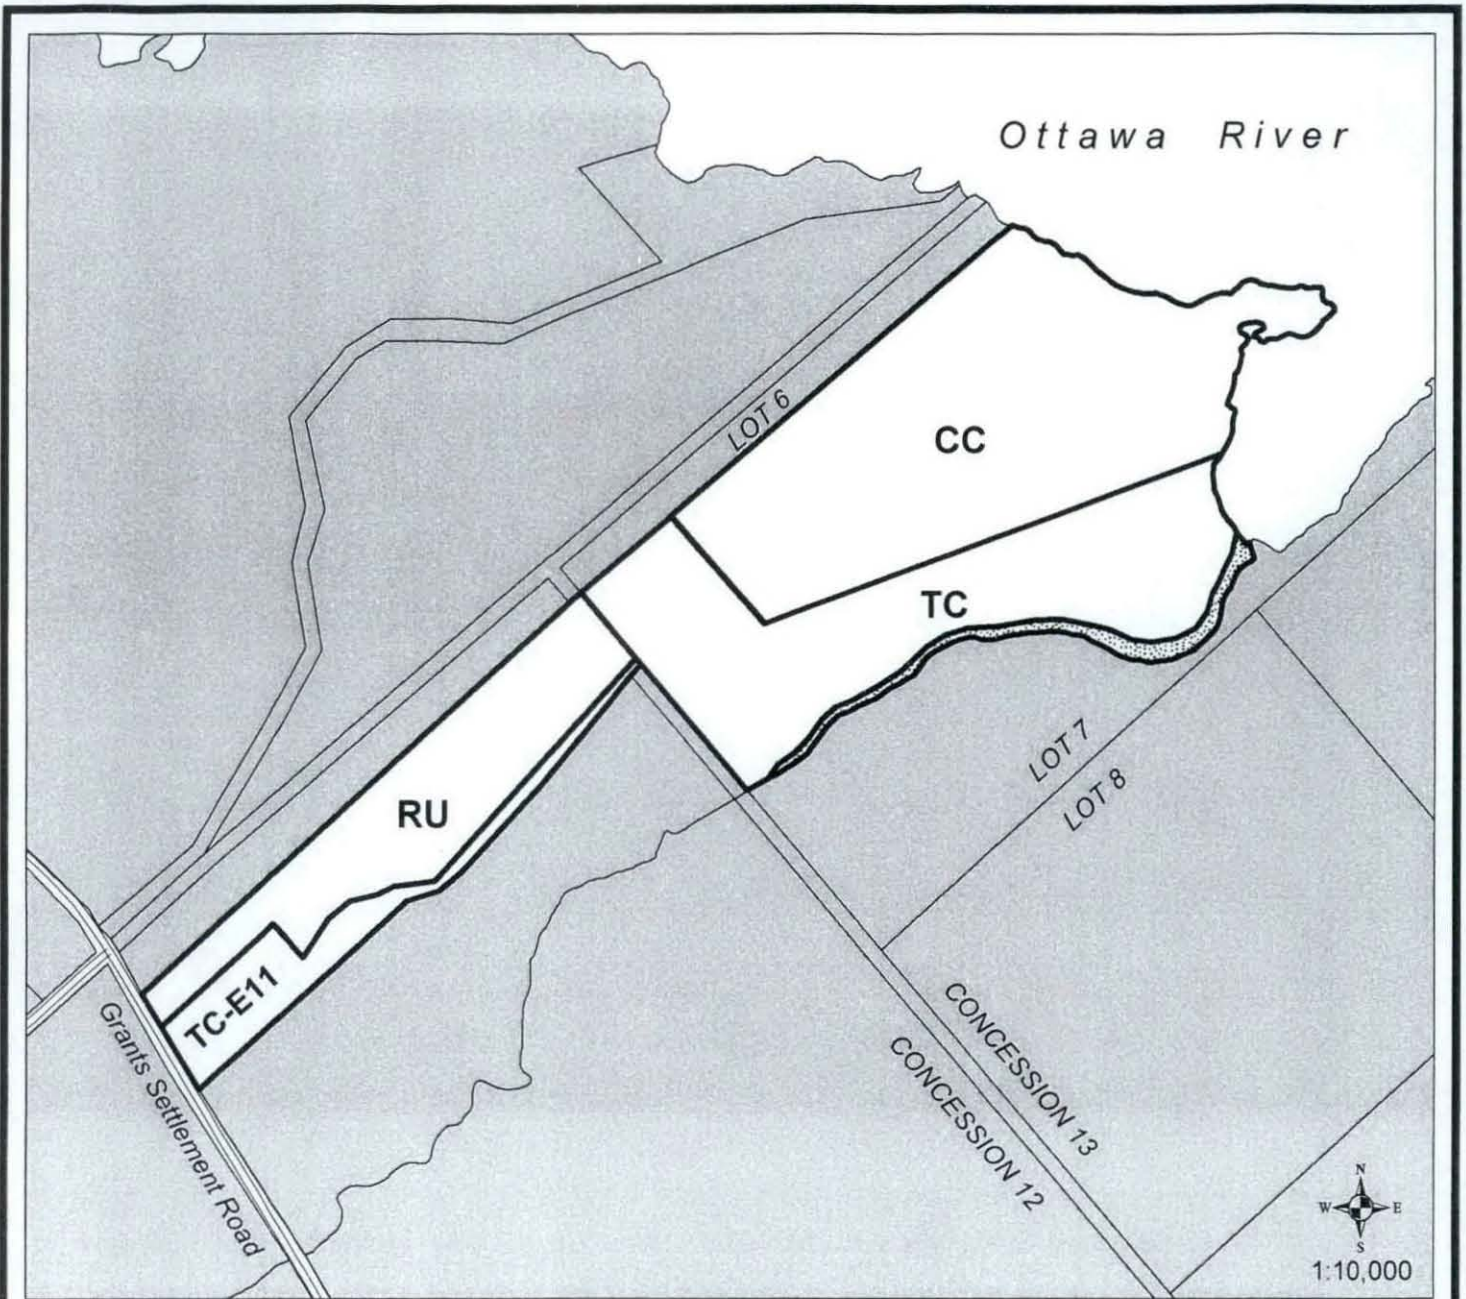 Ottawa River
LOT 6
CC
TC
LOT 7
LOT 8
RU
TC-E11
Grants Settlement Road
CONCESSION 13
CONCESSION 12
N
W E
S
1:10,000